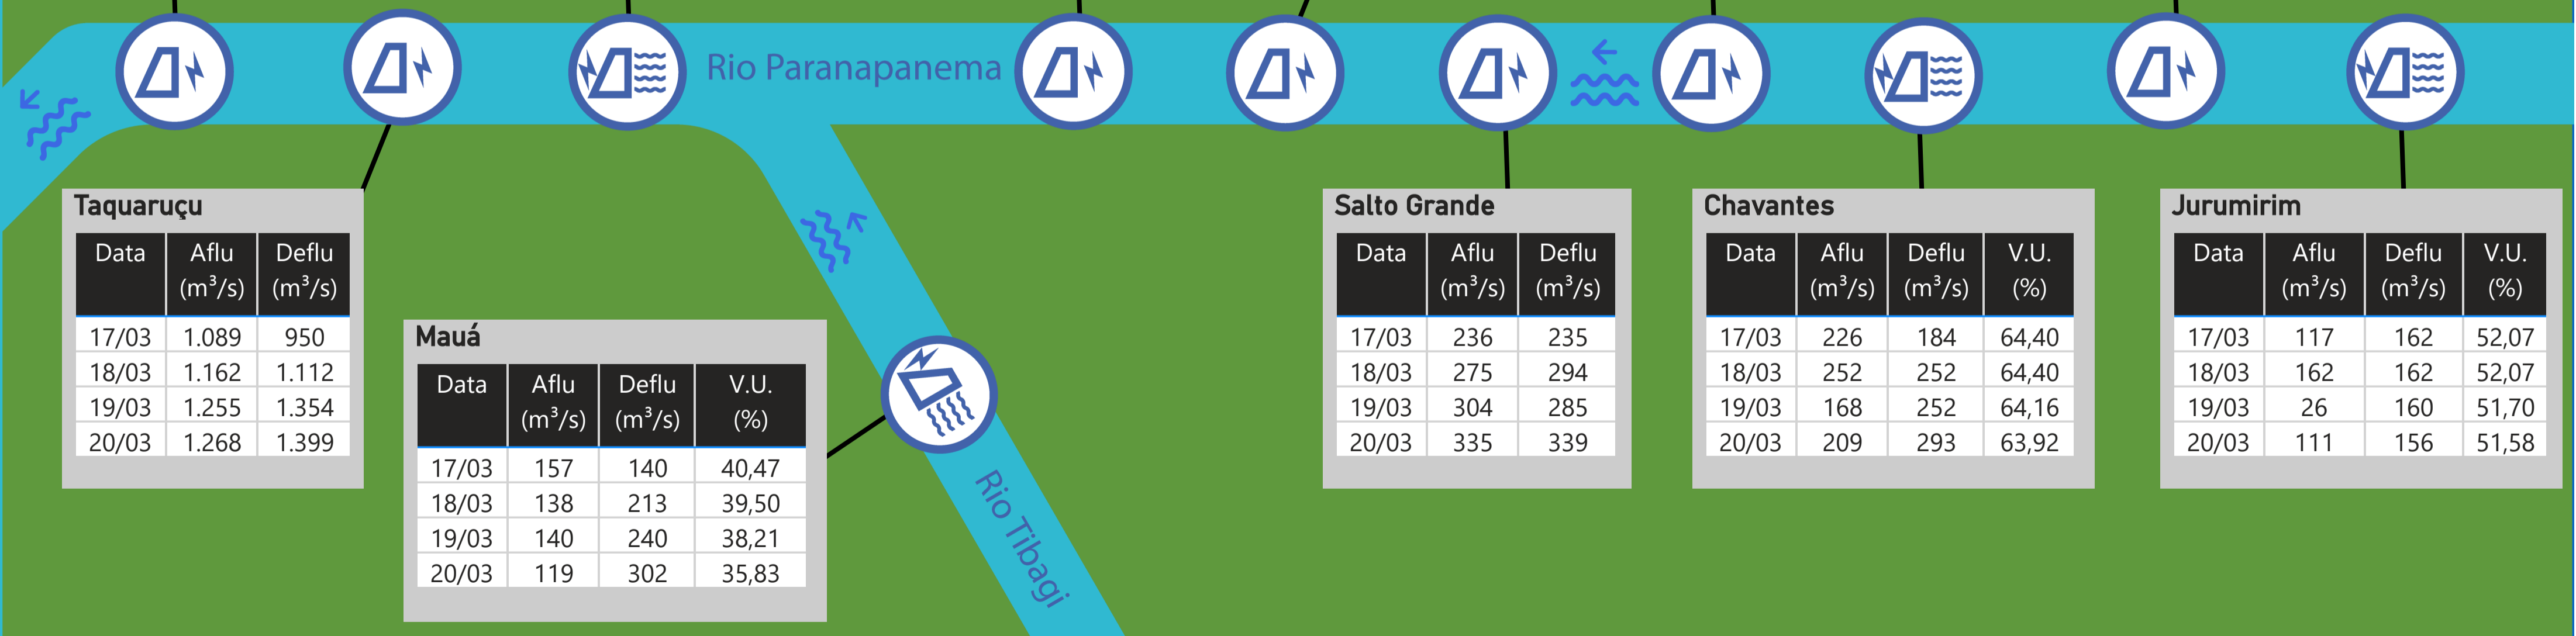 Rio Paranapanema
Taquaruçu
Data Aflu (m³/s) Deflu (m³/s)
17/03 1.089 950
18/03 1.162 1.112
19/03 1.255 1.354
20/03 1.268 1.399
Mauá
Data Aflu (m³/s) Deflu (m³/s) V.U. (%)
17/03 157 140 40,47
18/03 138 213 39,50
19/03 140 240 38,21
20/03 119 302 35,83
Rio Tibagi
Salto Grande
Data Aflu (m³/s) Deflu (m³/s)
17/03 236 235
18/03 275 294
19/03 304 285
20/03 335 339
Chavantes
Data Aflu (m³/s) Deflu (m³/s) V.U. (%)
17/03 226 184 64,40
18/03 252 252 64,40
19/03 168 252 64,16
20/03 209 293 63,92
Jurumirim
Data Aflu (m³/s) Deflu (m³/s) V.U. (%)
17/03 117 162 52,07
18/03 162 162 52,07
19/03 26 160 51,70
20/03 111 156 51,58